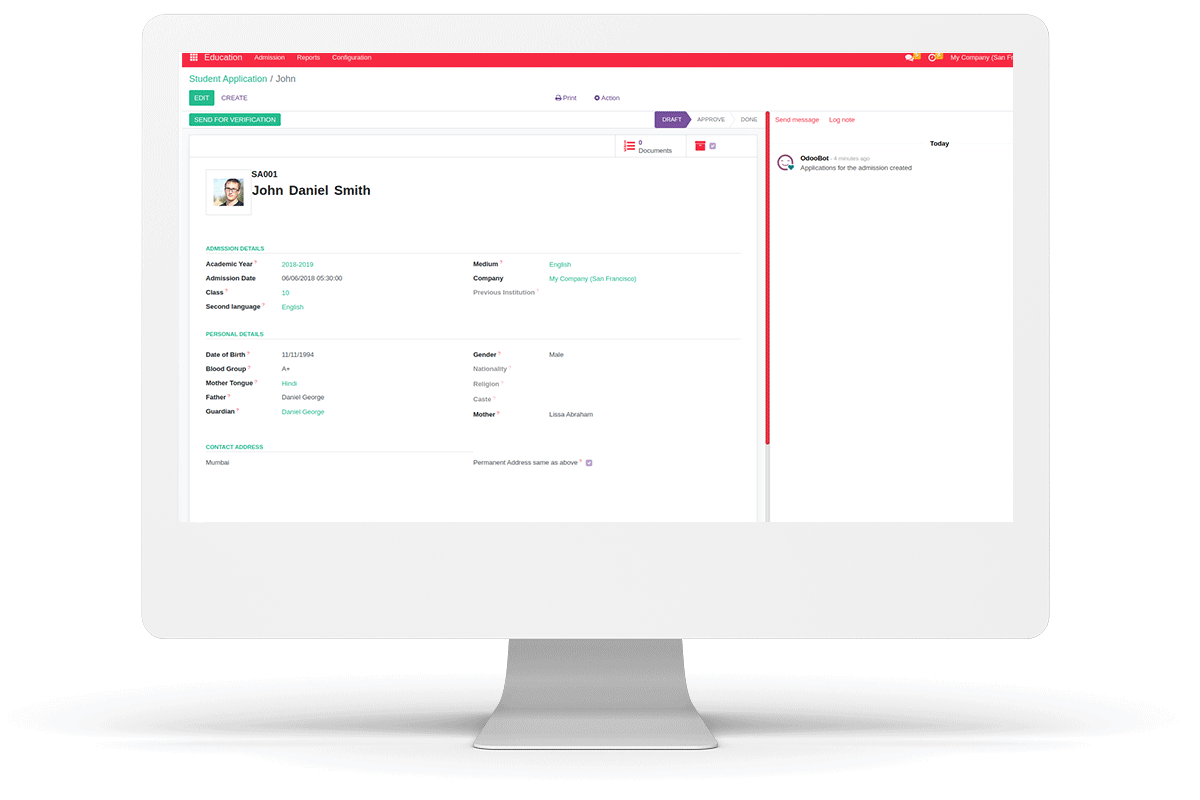 Education Admission Reports Configuration My Company (San Fr
Student Application / John
EDIT CREATE Print Action
SEND FOR VERIFICATION DRAFT APPROVE DONE Send message Log note
0
Documents
Today
OdooBot - 4 minutes ago
Applications for the admission created
SA001
John Daniel Smith
ADMISSION DETAILS
Academic Year ? 2018-2019 Medium ? English
Admission Date 06/06/2018 05:30:00 Company My Company (San Francisco)
Class ? 10 Previous Institution ?
Second language ? English
PERSONAL DETAILS
Date of Birth ? 11/11/1994 Gender ? Male
Blood Group ? A+ Nationality ?
Mother Tongue ? Hindi Religion ?
Father ? Daniel George Caste ?
Guardian ? Daniel George Mother ? Lissa Abraham
CONTACT ADDRESS
Mumbai Permanent Address same as above ?